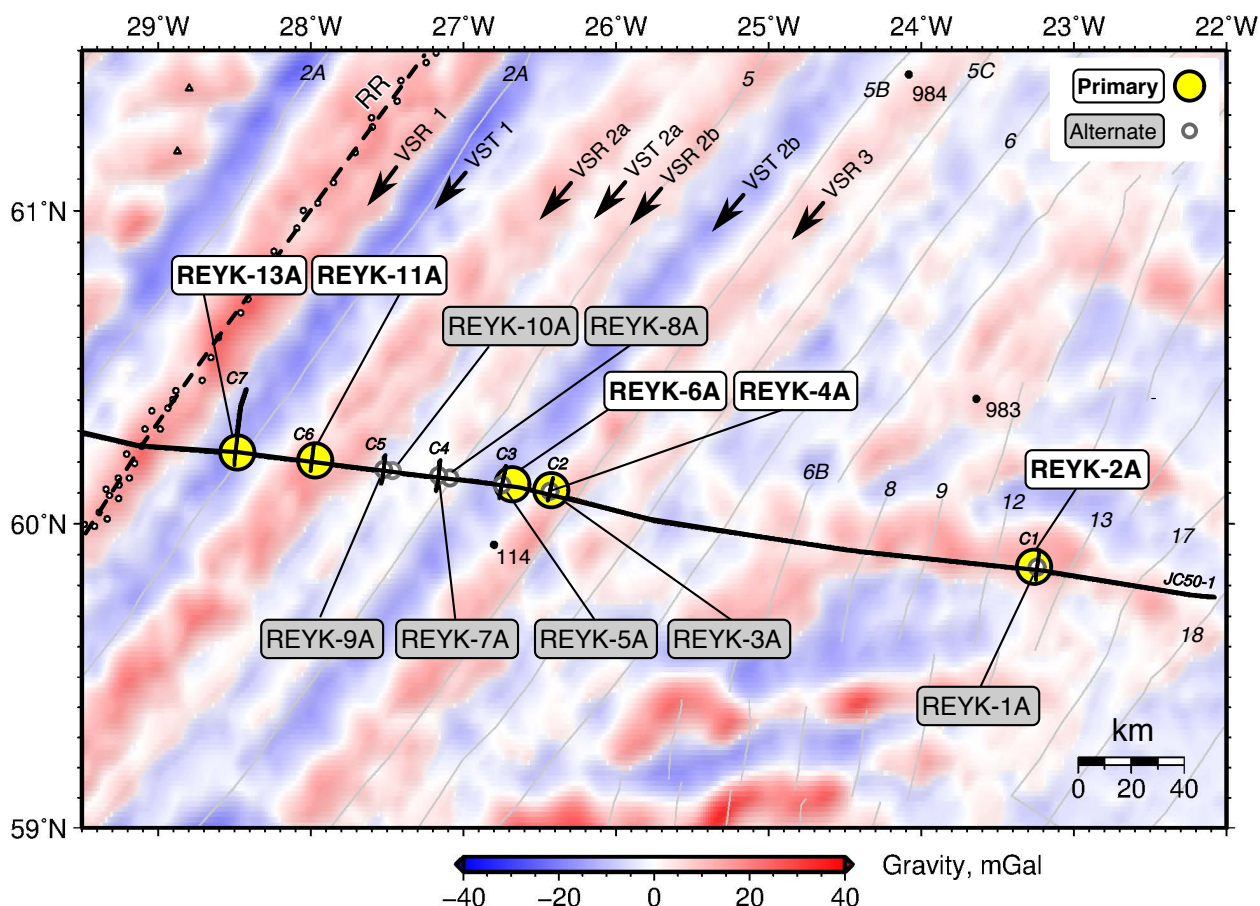 29°W 28°W 27°W 26°W 25°W 24°W 23°W 22°W
2A 2A 5 5B 5C 6
RR
984
Primary
Alternate
VSR 1
VST 1
VSR 2a
VST 2a
VSR 2b
VST 2b
VSR 3
61°N
REYK-13A REYK-11A
REYK-10A REYK-8A
REYK-6A REYK-4A
C7
983
C6 C5 C4 C3 C2
6B 8 9 12 13 17
REYK-2A
60°N
114
C1
JC50-1
REYK-9A REYK-7A REYK-5A REYK-3A
18
REYK-1A
km
0 20 40
59°N
−40 −20 0 20 40
Gravity, mGal